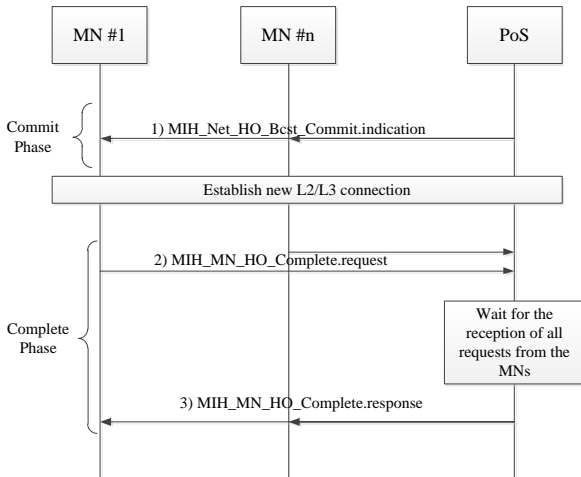 MN #1
MN #n
PoS
Commit
Phase
1) MIH_Net_HO_Bcst_Commit.indication
Establish new L2/L3 connection
2) MIH_MN_HO_Complete.request
Complete
Phase
Wait for the
reception of all
requests from the
MNs
3) MIH_MN_HO_Complete.response